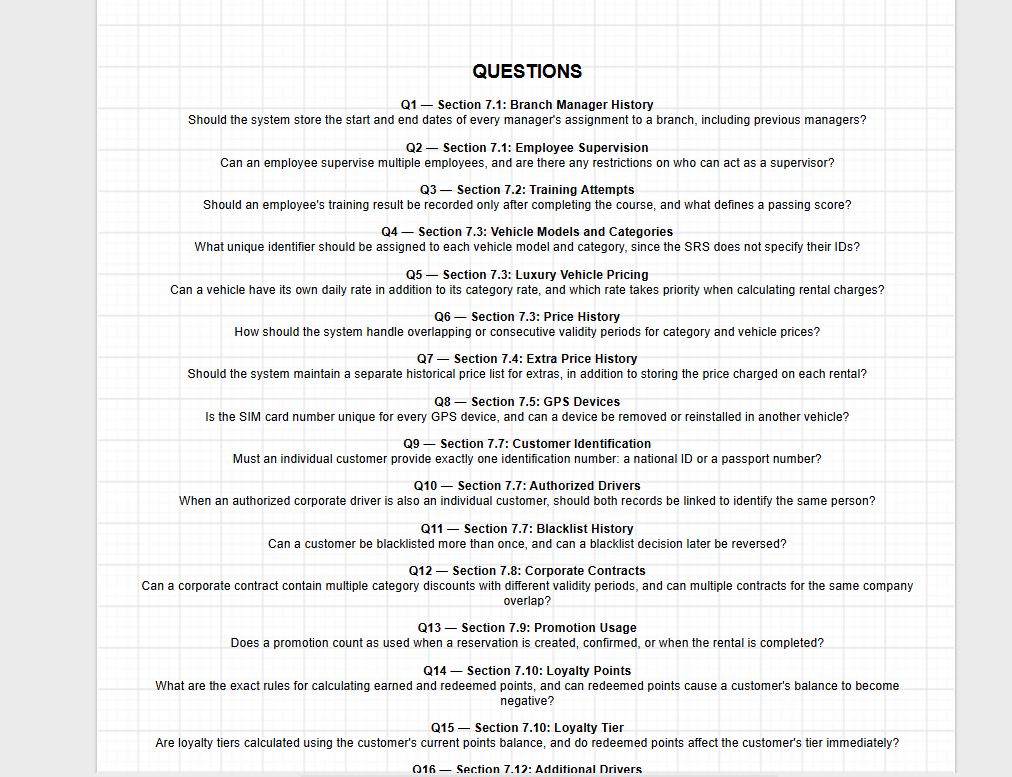 QUESTIONS
Q1 — Section 7.1: Branch Manager History
Should the system store the start and end dates of every manager's assignment to a branch, including previous managers?
Q2 — Section 7.1: Employee Supervision
Can an employee supervise multiple employees, and are there any restrictions on who can act as a supervisor?
Q3 — Section 7.2: Training Attempts
Should an employee's training result be recorded only after completing the course, and what defines a passing score?
Q4 — Section 7.3: Vehicle Models and Categories
What unique identifier should be assigned to each vehicle model and category, since the SRS does not specify their IDs?
Q5 — Section 7.3: Luxury Vehicle Pricing
Can a vehicle have its own daily rate in addition to its category rate, and which rate takes priority when calculating rental charges?
Q6 — Section 7.3: Price History
How should the system handle overlapping or consecutive validity periods for category and vehicle prices?
Q7 — Section 7.4: Extra Price History
Should the system maintain a separate historical price list for extras, in addition to storing the price charged on each rental?
Q8 — Section 7.5: GPS Devices
Is the SIM card number unique for every GPS device, and can a device be removed or reinstalled in another vehicle?
Q9 — Section 7.7: Customer Identification
Must an individual customer provide exactly one identification number: a national ID or a passport number?
Q10 — Section 7.7: Authorized Drivers
When an authorized corporate driver is also an individual customer, should both records be linked to identify the same person?
Q11 — Section 7.7: Blacklist History
Can a customer be blacklisted more than once, and can a blacklist decision later be reversed?
Q12 — Section 7.8: Corporate Contracts
Can a corporate contract contain multiple category discounts with different validity periods, and can multiple contracts for the same company
overlap?
Q13 — Section 7.9: Promotion Usage
Does a promotion count as used when a reservation is created, confirmed, or when the rental is completed?
Q14 — Section 7.10: Loyalty Points
What are the exact rules for calculating earned and redeemed points, and can redeemed points cause a customer's balance to become
negative?
Q15 — Section 7.10: Loyalty Tier
Are loyalty tiers calculated using the customer's current points balance, and do redeemed points affect the customer's tier immediately?
Q16 — Section 7.12: Additional Drivers